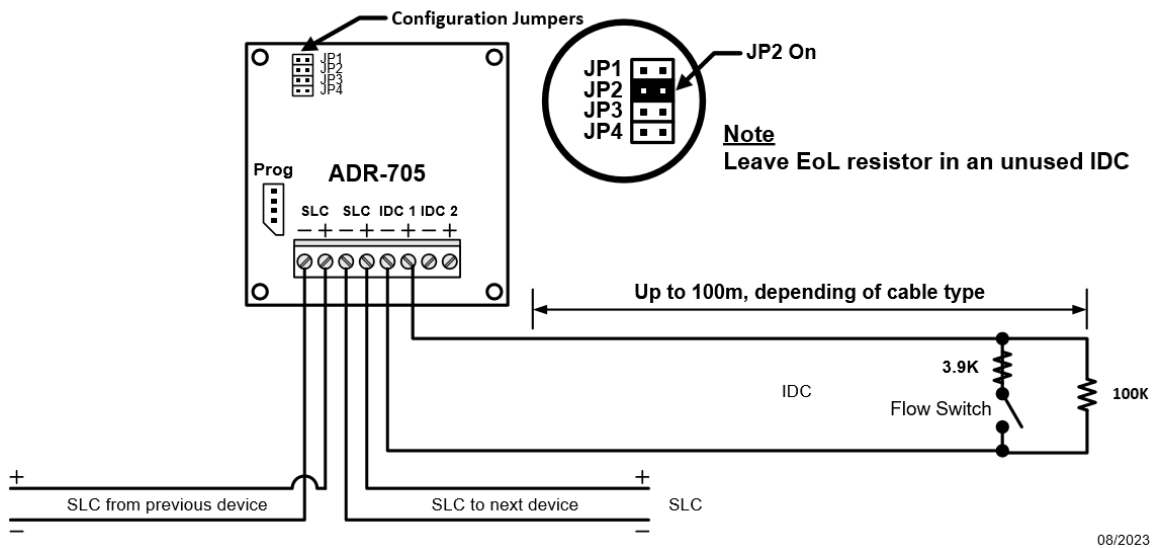 Configuration Jumpers
JP1
JP2
JP3
JP4
JP2 On
JP1
JP2
JP3
JP4
Note
Leave EoL resistor in an unused IDC
Prog
ADR-705
SLC SLC IDC 1 IDC 2
— + — + — + — +
Up to 100m, depending of cable type
3.9K
IDC
Flow Switch
100K
+ +
SLC from previous device SLC to next device SLC
— —
08/2023